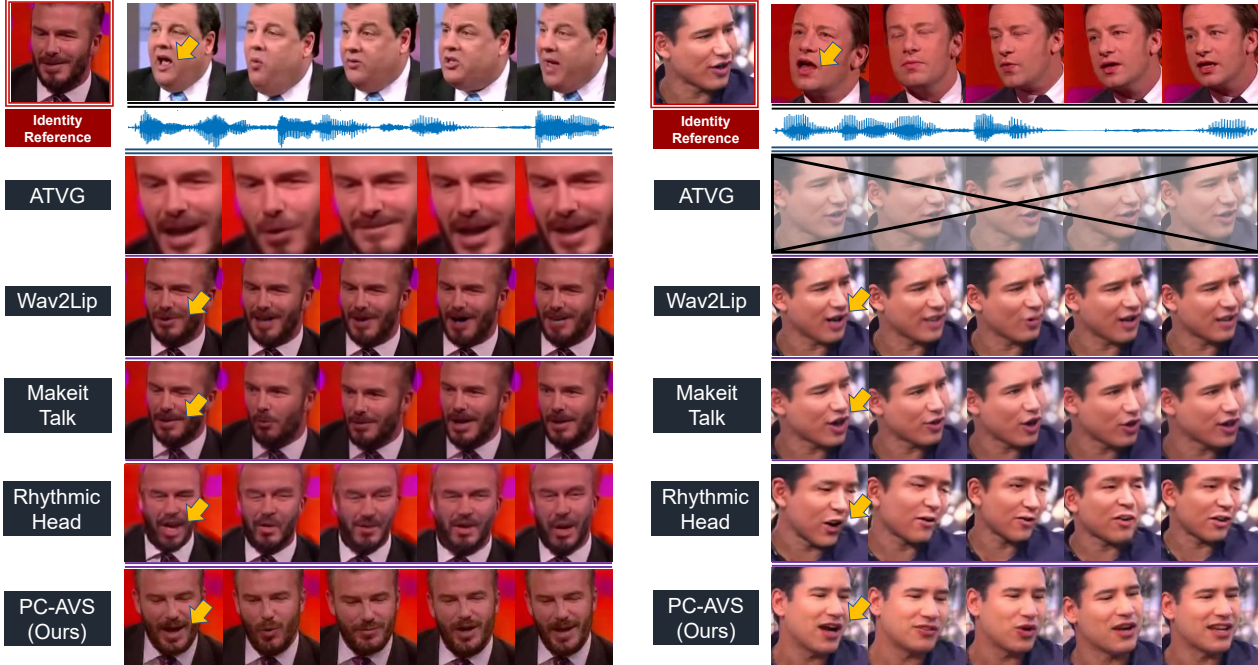 Identity
Reference
ATVG
Wav2Lip
Makeit
Talk
Rhythmic
Head
PC-AVS
(Ours)
Identity
Reference
ATVG
Wav2Lip
Makeit
Talk
Rhythmic
Head
PC-AVS
(Ours)